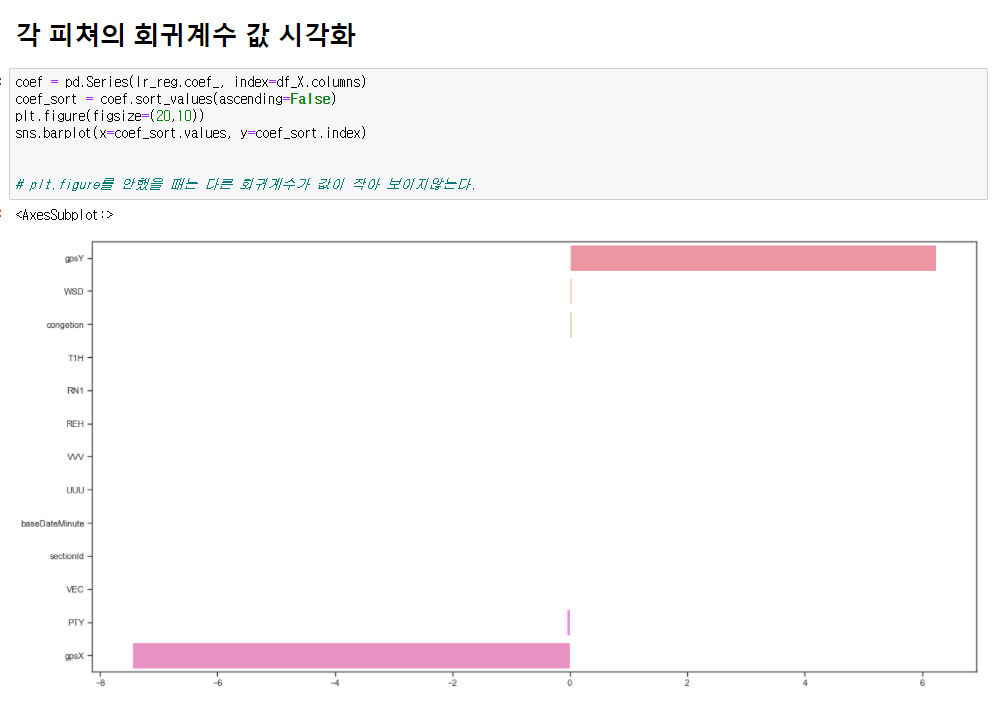 각 피쳐의 회귀계수 값 시각화
coef = pd.Series(lr_reg.coef_, index=df_X.columns)
coef_sort = coef.sort_values(ascending=False)
plt.figure(figsize=(20,10))
sns.barplot(x=coef_sort.values, y=coef_sort.index)
# plt.figure를 안했을 때는 다른 회귀계수가 값이 작아 보이지않는다.
<AxesSubplot:>
gpsY
WSD
congetion
T1H
RN1
REH
VVV
UUU
baseDateMinute
sectionId
VEC
PTY
gpsX
-8 -6 -4 -2 0 2 4 6